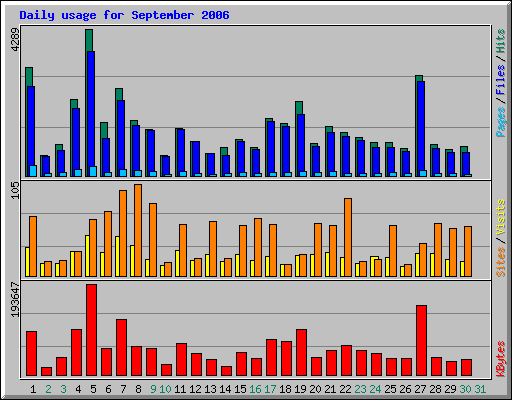 Daily usage for September 2006
4289
105
193647
Pages / Files / Hits
Sites / Visits
KBytes
1 2 3 4 5 6 7 8 9 10 11 12 13 14 15 16 17 18 19 20 21 22 23 24 25 26 27 28 29 30 31